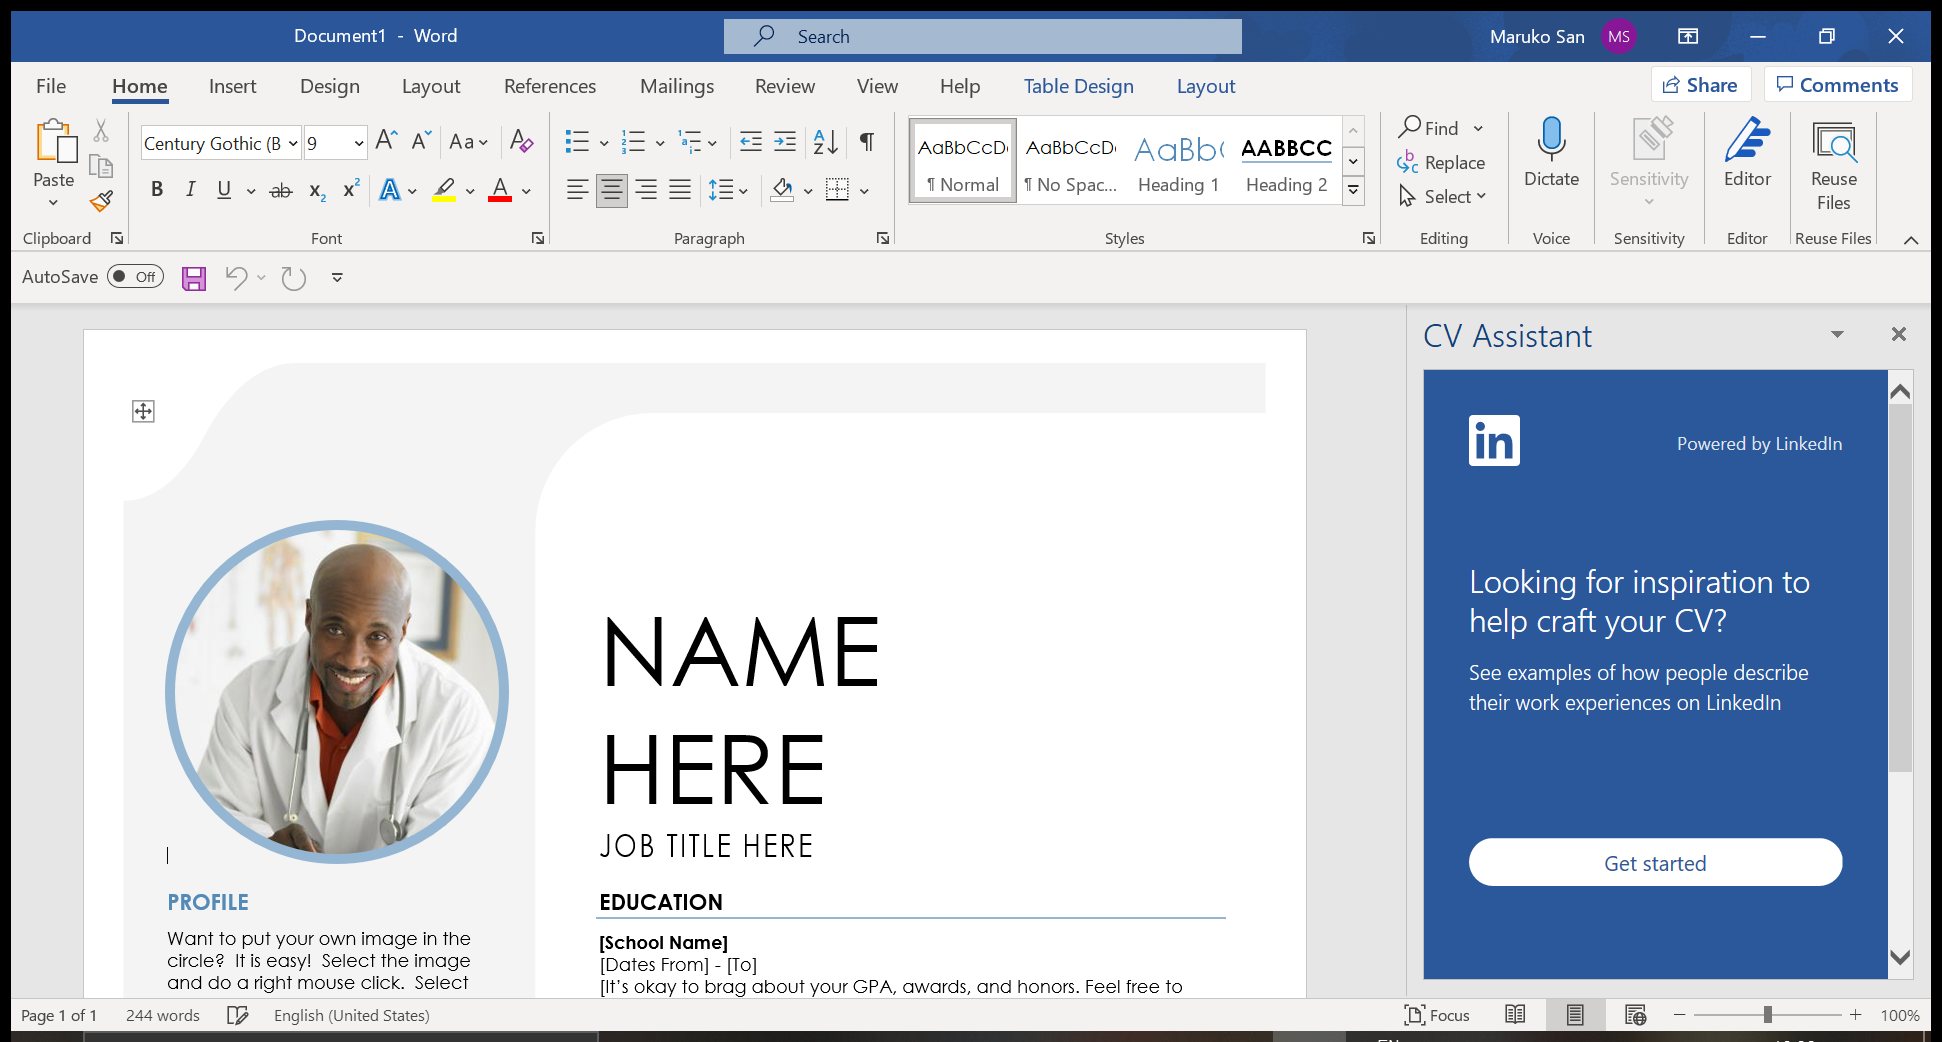 Document1 - Word
Search
Maruko San MS
File Home Insert Design Layout References Mailings Review View Help Table Design Layout Share Comments
Paste
Clipboard
Century Gothic (B 9
Font
Paragraph
AaBbCcD
¶ Normal
AaBbCcD
¶ No Spac...
AaBb(
Heading 1
AABBCC
Heading 2
Styles
Find
Replace
Select
Editing
Dictate
Voice
Sensitivity
Sensitivity
Editor
Editor
Reuse
Files
Reuse Files
AutoSave Off
NAME
HERE
JOB TITLE HERE
PROFILE
Want to put your own image in the
circle? It is easy! Select the image
and do a right mouse click. Select
EDUCATION
[School Name]
[Dates From] - [To]
[It's okay to brag about your GPA, awards, and honors. Feel free to
CV Assistant
in
Powered by LinkedIn
Looking for inspiration to
help craft your CV?
See examples of how people describe
their work experiences on LinkedIn
Get started
Page 1 of 1 244 words English (United States) Focus 100%